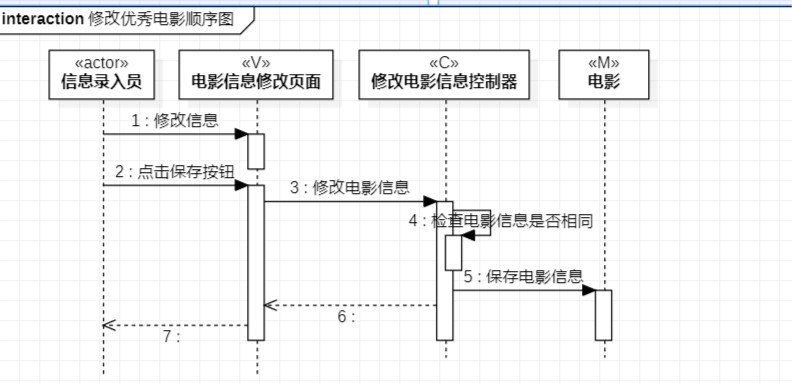 interaction 修改优秀电影顺序图
«actor»
信息录入员
«V»
电影信息修改页面
«C»
修改电影信息控制器
«M»
电影
1 : 修改信息
2 : 点击保存按钮
3 : 修改电影信息
4 : 检查电影信息是否相同
5 : 保存电影信息
6 :
7 :